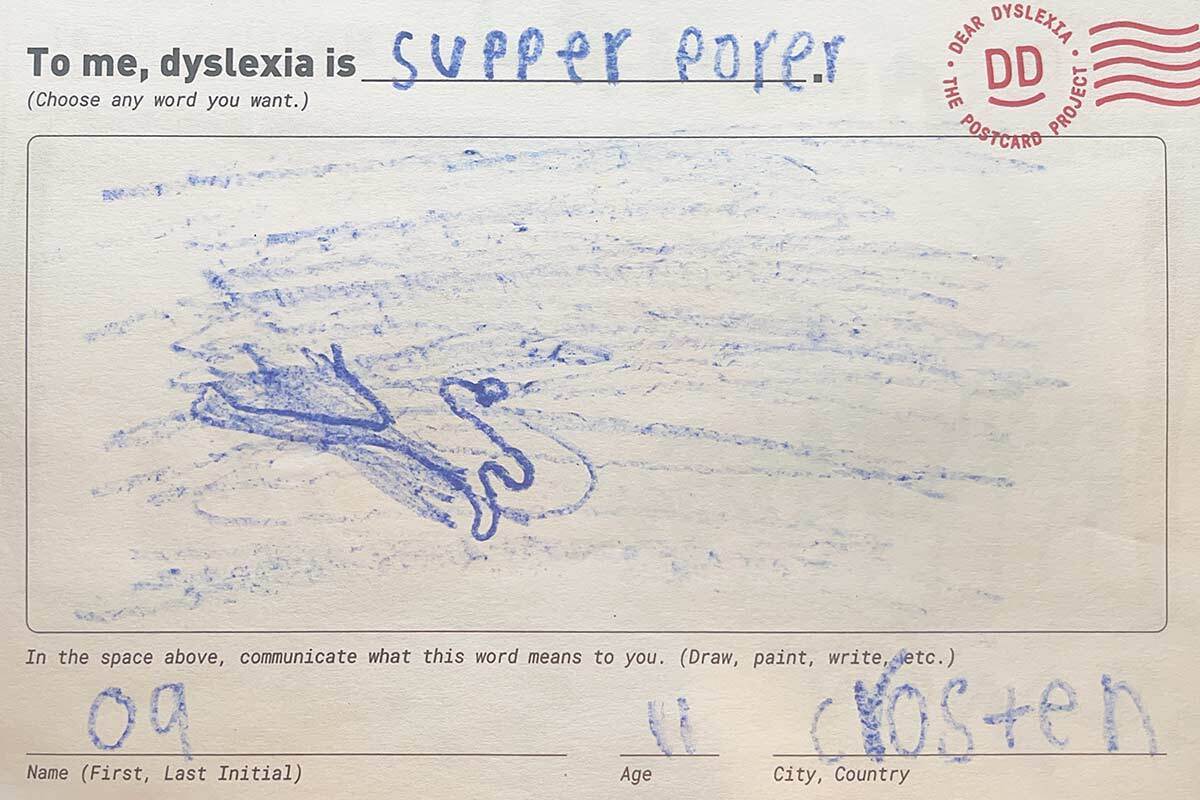 To me, dyslexia is supper porer.
(Choose any word you want.)
DEAR DYSLEXIA · THE POSTCARD PROJECT ·
DD
In the space above, communicate what this word means to you. (Draw, paint, write, etc.)
og 11 crosten
Name (First, Last Initial) Age City, Country